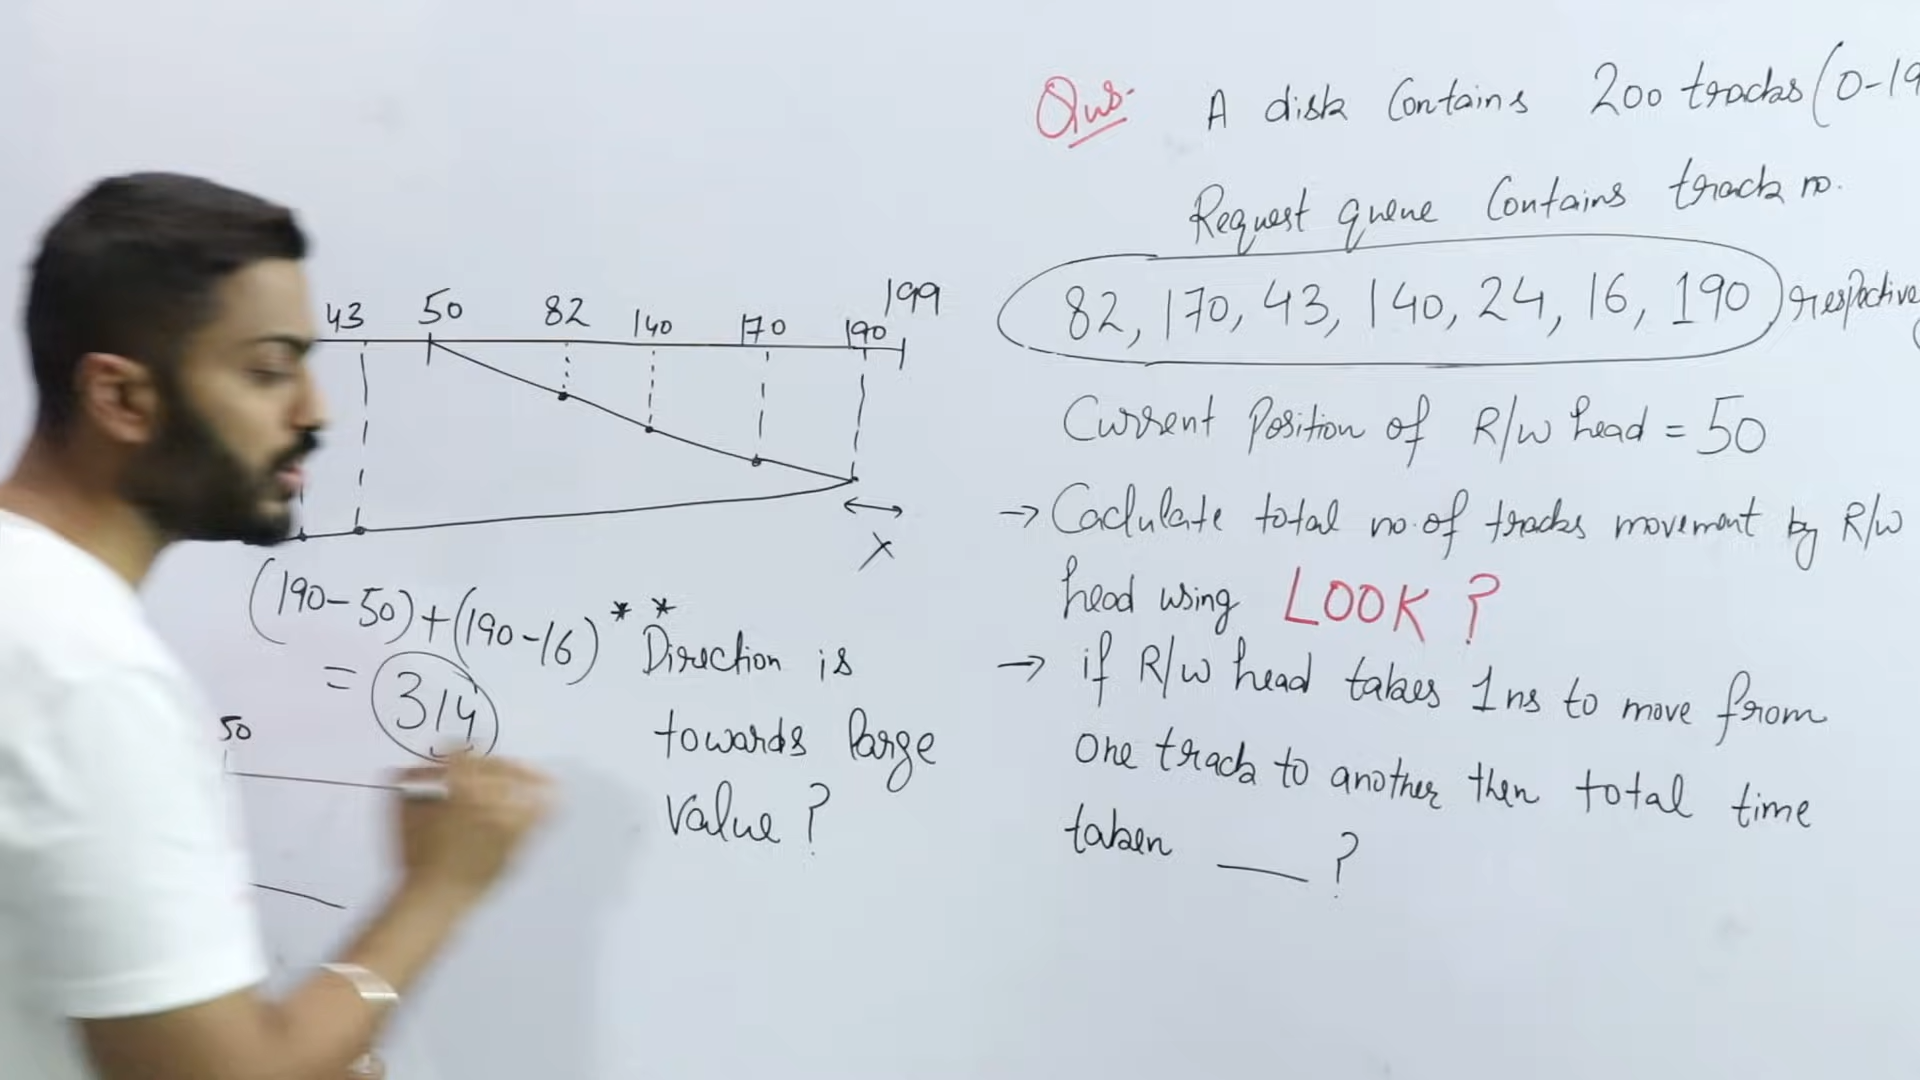 Qus. A disk Contains 200 tracks (0-19
Request queue Contains track no.
82, 170, 43, 140, 24, 16, 190 respective
Current Position of R/W head = 50
→ Caclulate total no. of tracks movement by R/W
head using LOOK ?
→ if R/W head takes 1ns to move from
one track to another then total time
taken ___ ?
43 50 82 140 170 190 199
X
(190-50)+(190-16)
= 314
** Direction is
towards large
value ?
50